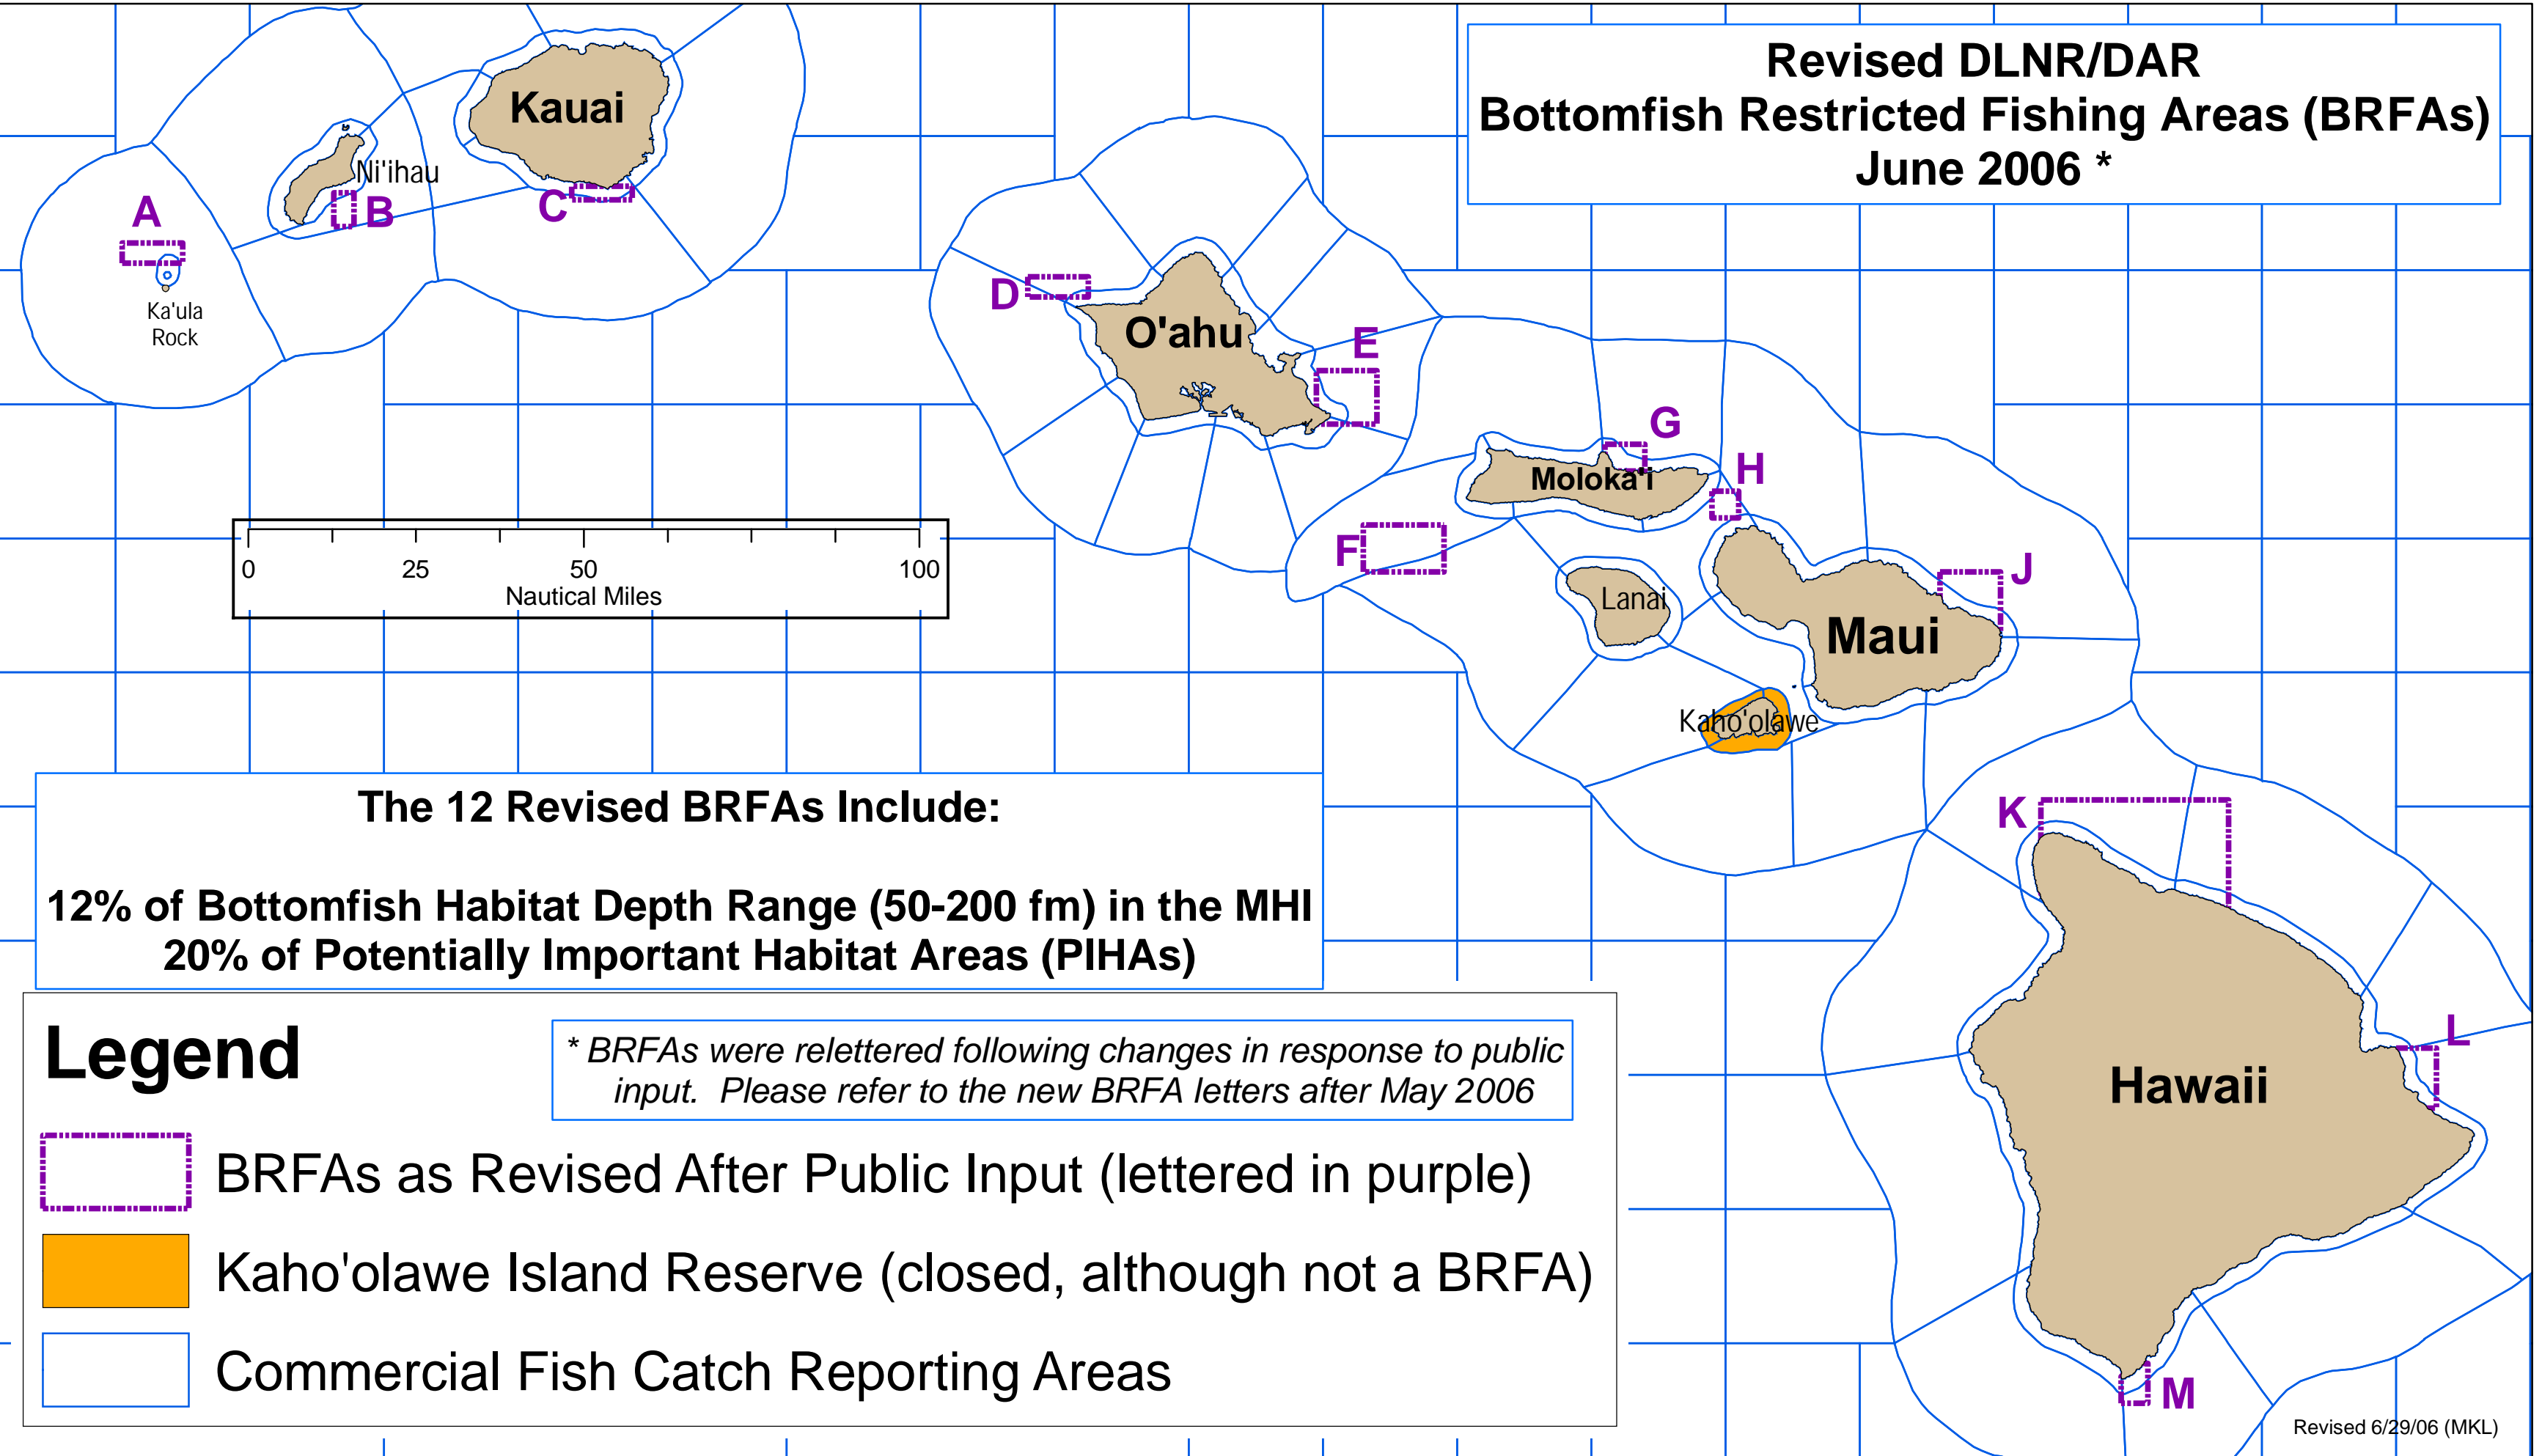 Revised DLNR/DAR
Bottomfish Restricted Fishing Areas (BRFAs)
June 2006 *
Kauai
Ni'ihau
A
B
C
Ka'ula
Rock
D
O'ahu
E
G
Moloka'i
H
F
Lanai
J
Maui
Kaho'olawe
0
25
50
100
Nautical Miles
K
L
Hawaii
M
The 12 Revised BRFAs Include:
12% of Bottomfish Habitat Depth Range (50-200 fm) in the MHI
20% of Potentially Important Habitat Areas (PIHAs)
Legend
* BRFAs were relettered following changes in response to public
input. Please refer to the new BRFA letters after May 2006
BRFAs as Revised After Public Input (lettered in purple)
Kaho'olawe Island Reserve (closed, although not a BRFA)
Commercial Fish Catch Reporting Areas
Revised 6/29/06 (MKL)